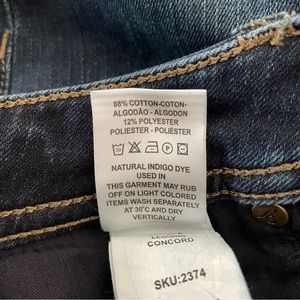 88% COTTON-COTON-
ALGODÃO - ALGODON
12% POLYESTER
POLIESTER - POLIÉSTER
NATURAL INDIGO DYE
USED IN
THIS GARMENT MAY RUB
OFF ON LIGHT COLORED
ITEMS WASH SEPARATELY
AT 30°C AND DRY
VERTICALLY
CONCORD
SKU:2374